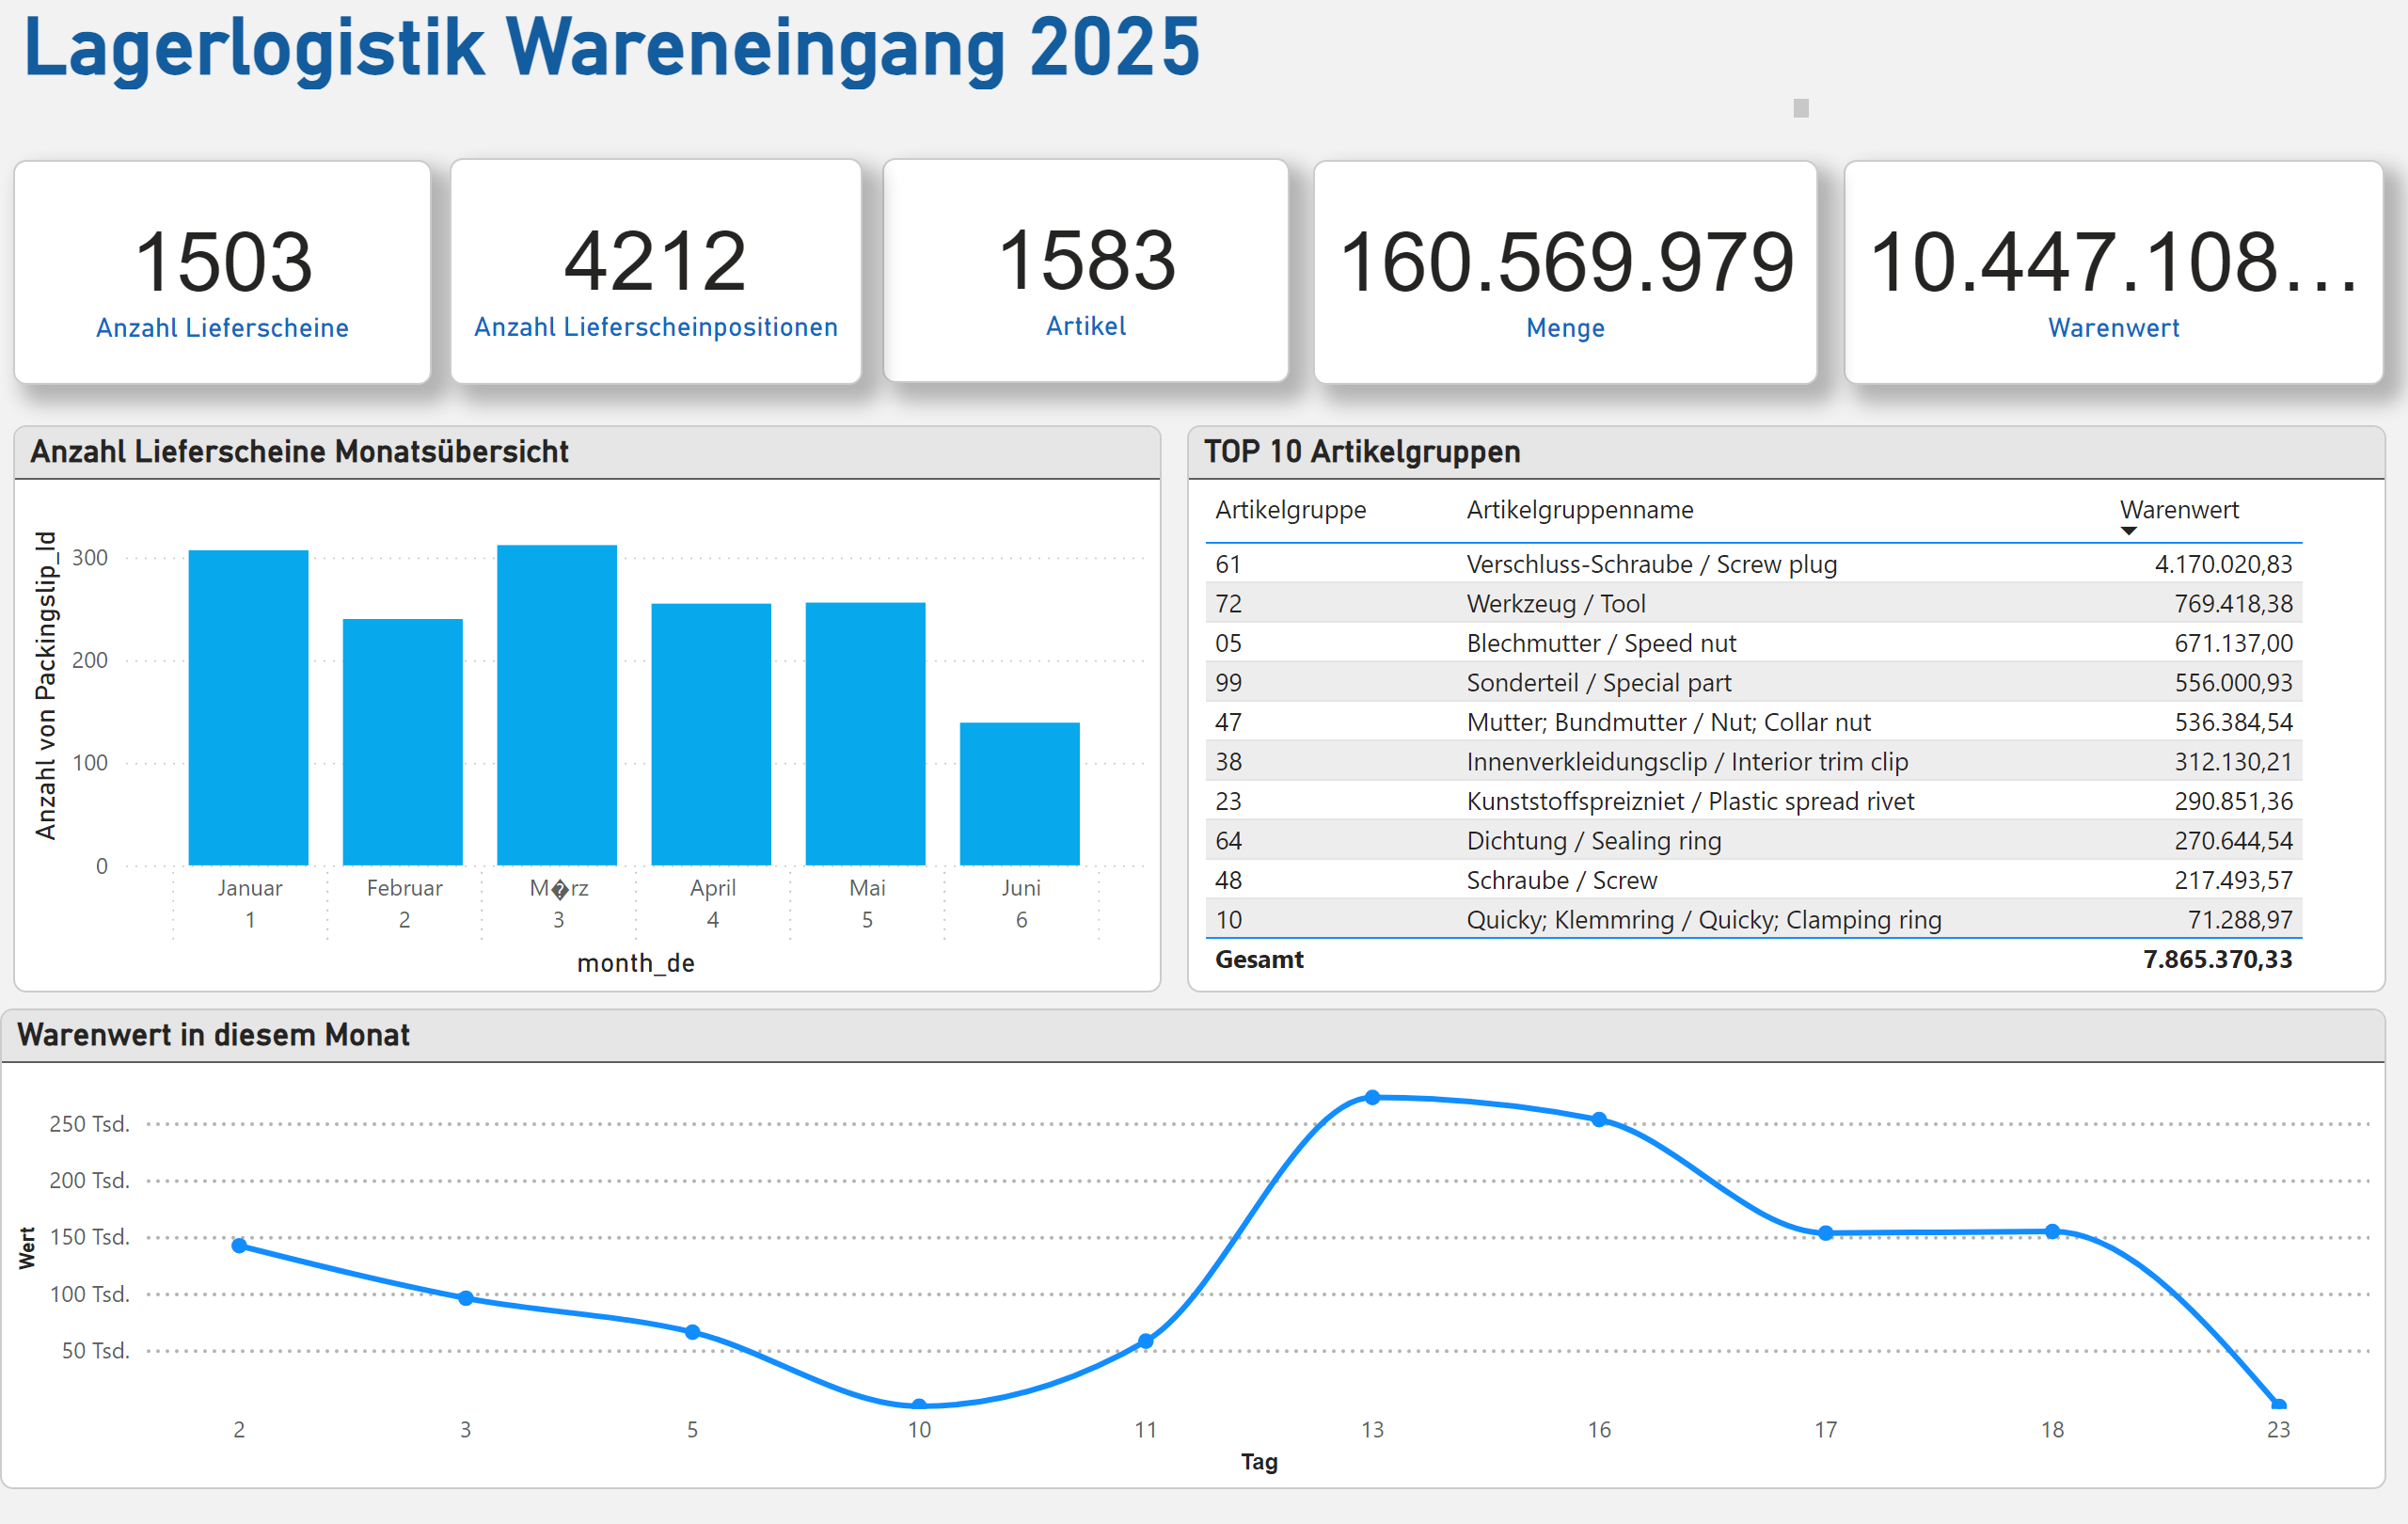 Lagerlogistik Wareneingang 2025
1503
Anzahl Lieferscheine
4212
Anzahl Lieferscheinpositionen
1583
Artikel
160.569.979
Menge
10.447.108...
Warenwert
Anzahl Lieferscheine Monatsübersicht
Anzahl von Packingslip_Id
300
200
100
0
Januar Februar M�rz April Mai Juni
1 2 3 4 5 6
month_de
TOP 10 Artikelgruppen
Artikelgruppe Artikelgruppenname Warenwert
61 Verschluss-Schraube / Screw plug 4.170.020,83
72 Werkzeug / Tool 769.418,38
05 Blechmutter / Speed nut 671.137,00
99 Sonderteil / Special part 556.000,93
47 Mutter; Bundmutter / Nut; Collar nut 536.384,54
38 Innenverkleidungsclip / Interior trim clip 312.130,21
23 Kunststoffspreizniet / Plastic spread rivet 290.851,36
64 Dichtung / Sealing ring 270.644,54
48 Schraube / Screw 217.493,57
10 Quicky; Klemmring / Quicky; Clamping ring 71.288,97
Gesamt 7.865.370,33
Warenwert in diesem Monat
Wert
250 Tsd.
200 Tsd.
150 Tsd.
100 Tsd.
50 Tsd.
2 3 5 10 11 13 16 17 18 23
Tag